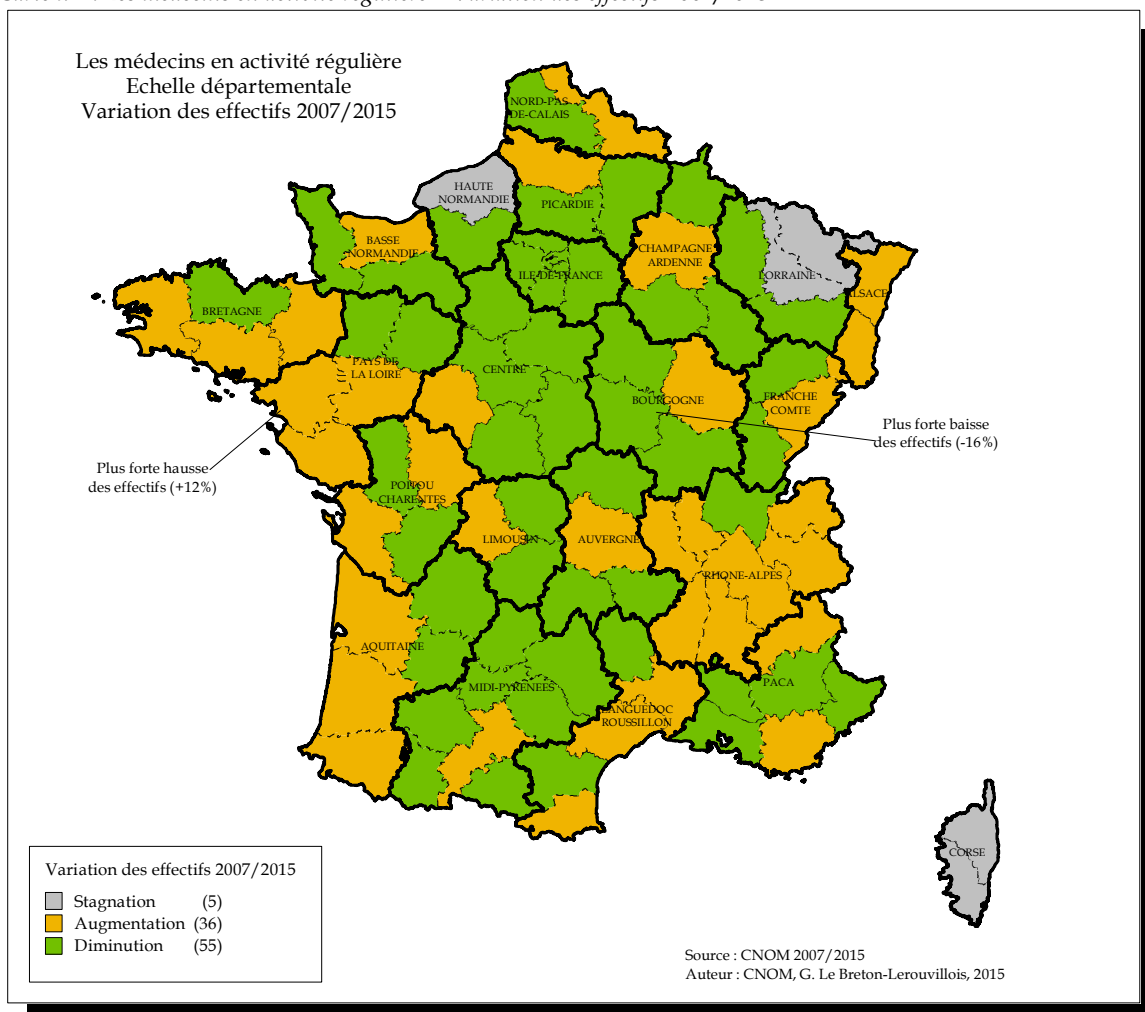 Les médecins en activité régulière
Echelle départementale
Variation des effectifs 2007/2015
NORD-PAS
DE-CALAIS
HAUTE
NORMANDIE
PICARDIE
BASSE
NORMANDIE
ILE-DE-FRANCE
CHAMPAGNE
ARDENNE
LORRAINE
ALSACE
BRETAGNE
PAYS DE
LA LOIRE
CENTRE
BOURGOGNE
FRANCHE
COMTE
Plus forte baisse
des effectifs (-16%)
Plus forte hausse
des effectifs (+12%)
POITOU
CHARENTES
LIMOUSIN
AUVERGNE
RHONE-ALPES
AQUITAINE
MIDI-PYRENEES
LANGUEDOC
ROUSSILLON
PACA
CORSE
Variation des effectifs 2007/2015
Stagnation (5)
Augmentation (36)
Diminution (55)
Source : CNOM 2007/2015
Auteur : CNOM, G. Le Breton-Lerouvillois, 2015